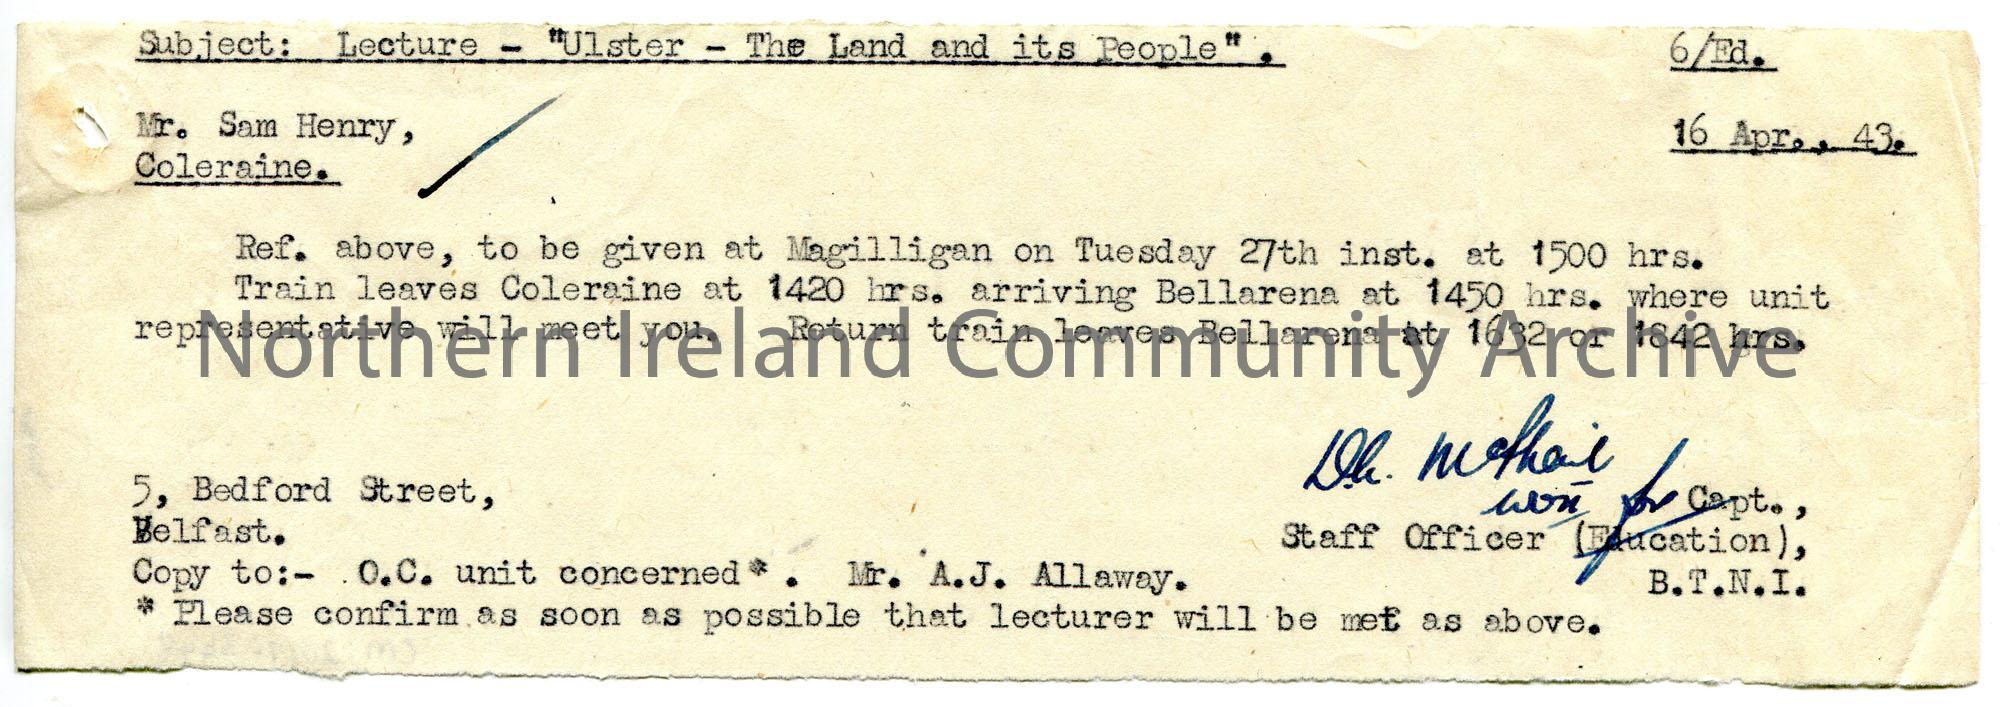 Subject: Lecture - "Ulster - The Land and its People". 6/Ed.
Mr. Sam Henry, 16 Apr., 43.
Coleraine.
Ref. above, to be given at Magilligan on Tuesday 27th inst. at 1500 hrs.
Train leaves Coleraine at 1420 hrs. arriving Bellarena at 1450 hrs. where unit
representative will meet you. Return train leaves Bellarena at 1632 or 1842 hrs.
Northern Ireland Community Archive
McPhail
for Capt.,
5, Bedford Street,
Belfast. Staff Officer (Education),
Copy to:- O.C. unit concerned*. Mr. A.J. Allaway. B.T.N.I.
* Please confirm as soon as possible that lecturer will be met as above.